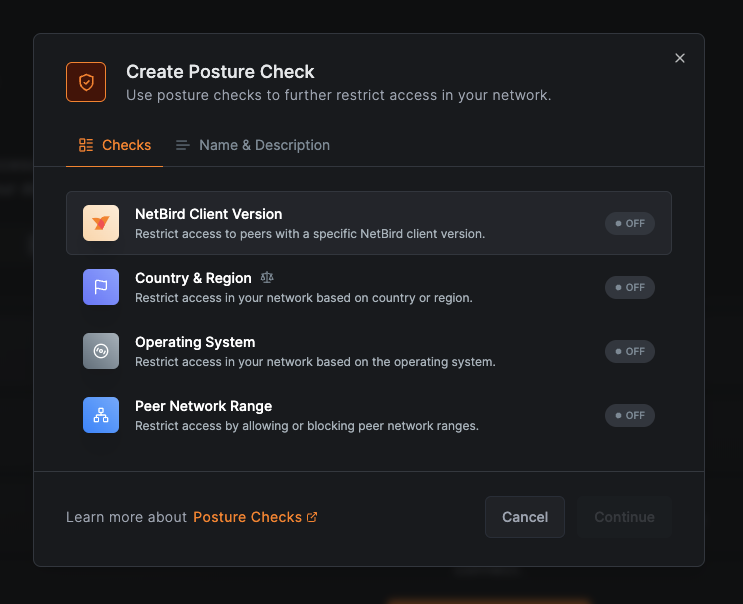 Create Posture Check
Use posture checks to further restrict access in your network.
Checks
Name & Description
NetBird Client Version
Restrict access to peers with a specific NetBird client version.
OFF
Country & Region
Restrict access in your network based on country or region.
OFF
Operating System
Restrict access in your network based on the operating system.
OFF
Peer Network Range
Restrict access by allowing or blocking peer network ranges.
OFF
Learn more about Posture Checks
Cancel
Continue